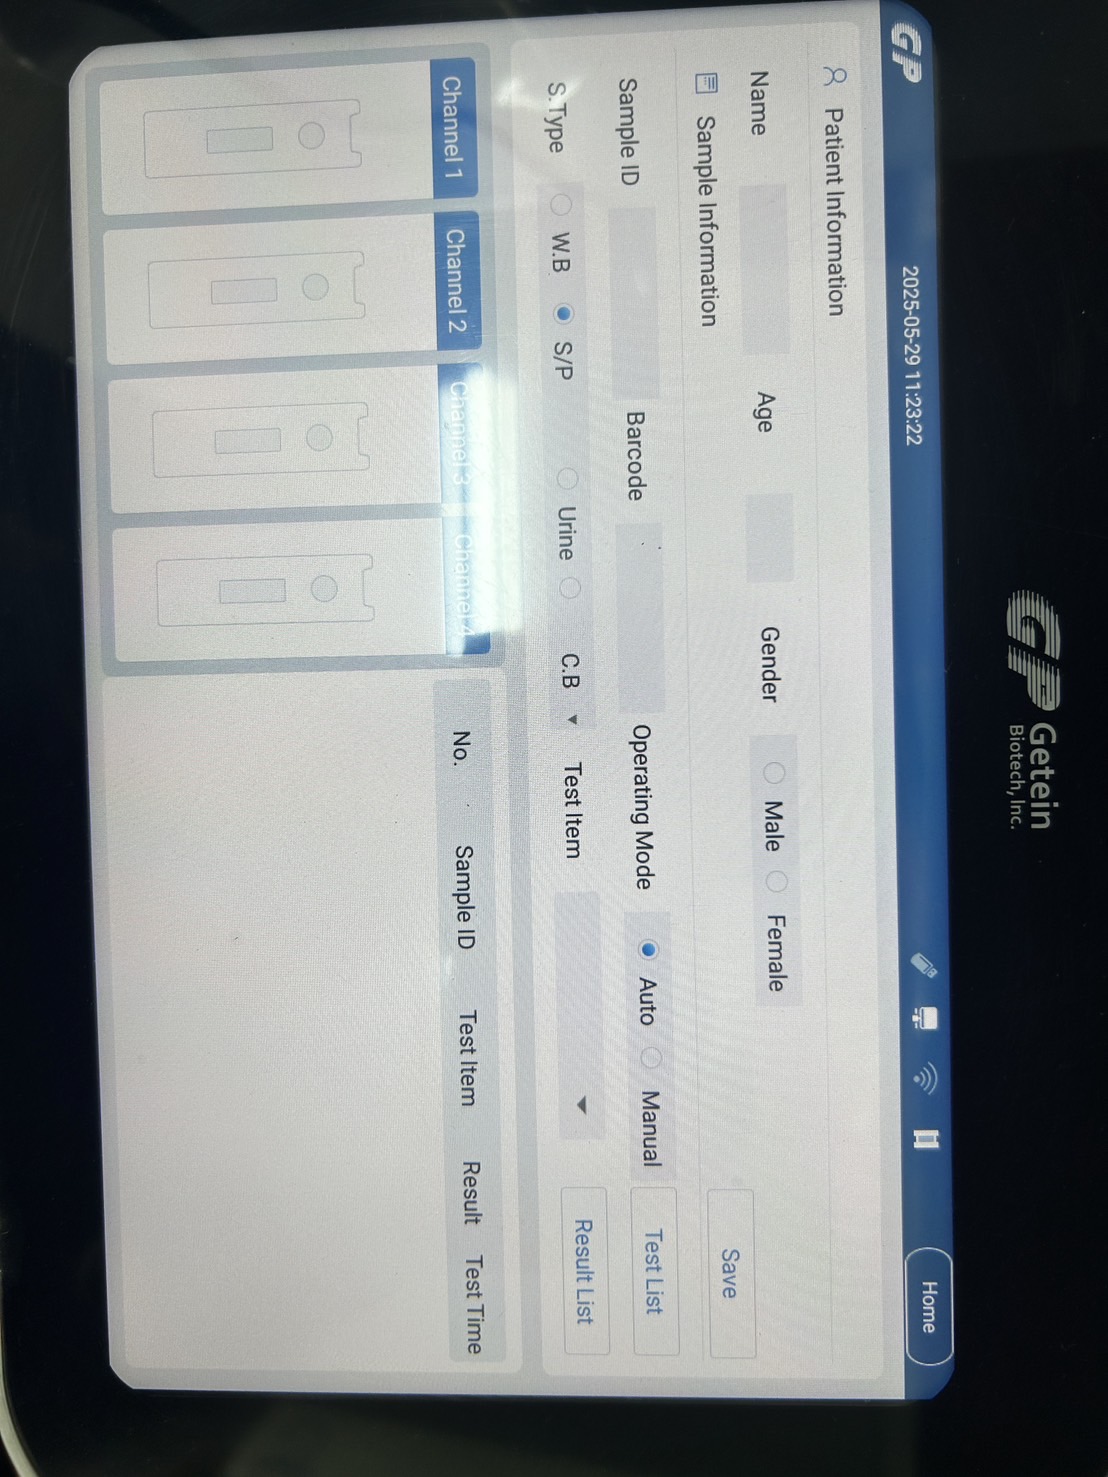 GP Getein
Biotech, Inc.
GP 2025-05-29 11:23:22 Home
Patient Information
Name Age Gender Male Female
Save
Sample Information
Sample ID Barcode Operating Mode Auto Manual Test List
S.Type W.B S/P Urine C.B Test Item Result List
Channel 1 Channel 2 Channel 3 Channel 4 No. Sample ID Test Item Result Test Time